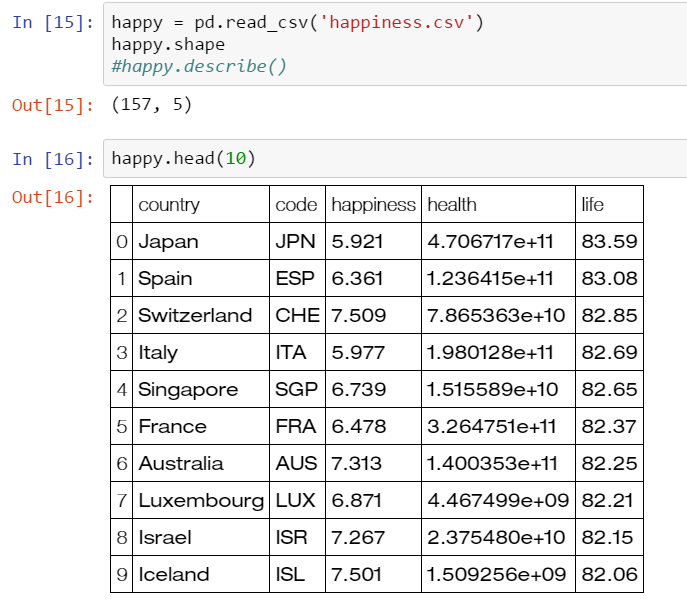 In [15]: happy = pd.read_csv('happiness.csv')
happy.shape
#happy.describe()
Out[15]: (157, 5)
In [16]: happy.head(10)
Out[16]:
country code happiness health life
0 Japan JPN 5.921 4.706717e+11 83.59
1 Spain ESP 6.361 1.236415e+11 83.08
2 Switzerland CHE 7.509 7.865363e+10 82.85
3 Italy ITA 5.977 1.980128e+11 82.69
4 Singapore SGP 6.739 1.515589e+10 82.65
5 France FRA 6.478 3.264751e+11 82.37
6 Australia AUS 7.313 1.400353e+11 82.25
7 Luxembourg LUX 6.871 4.467499e+09 82.21
8 Israel ISR 7.267 2.375480e+10 82.15
9 Iceland ISL 7.501 1.509256e+09 82.06